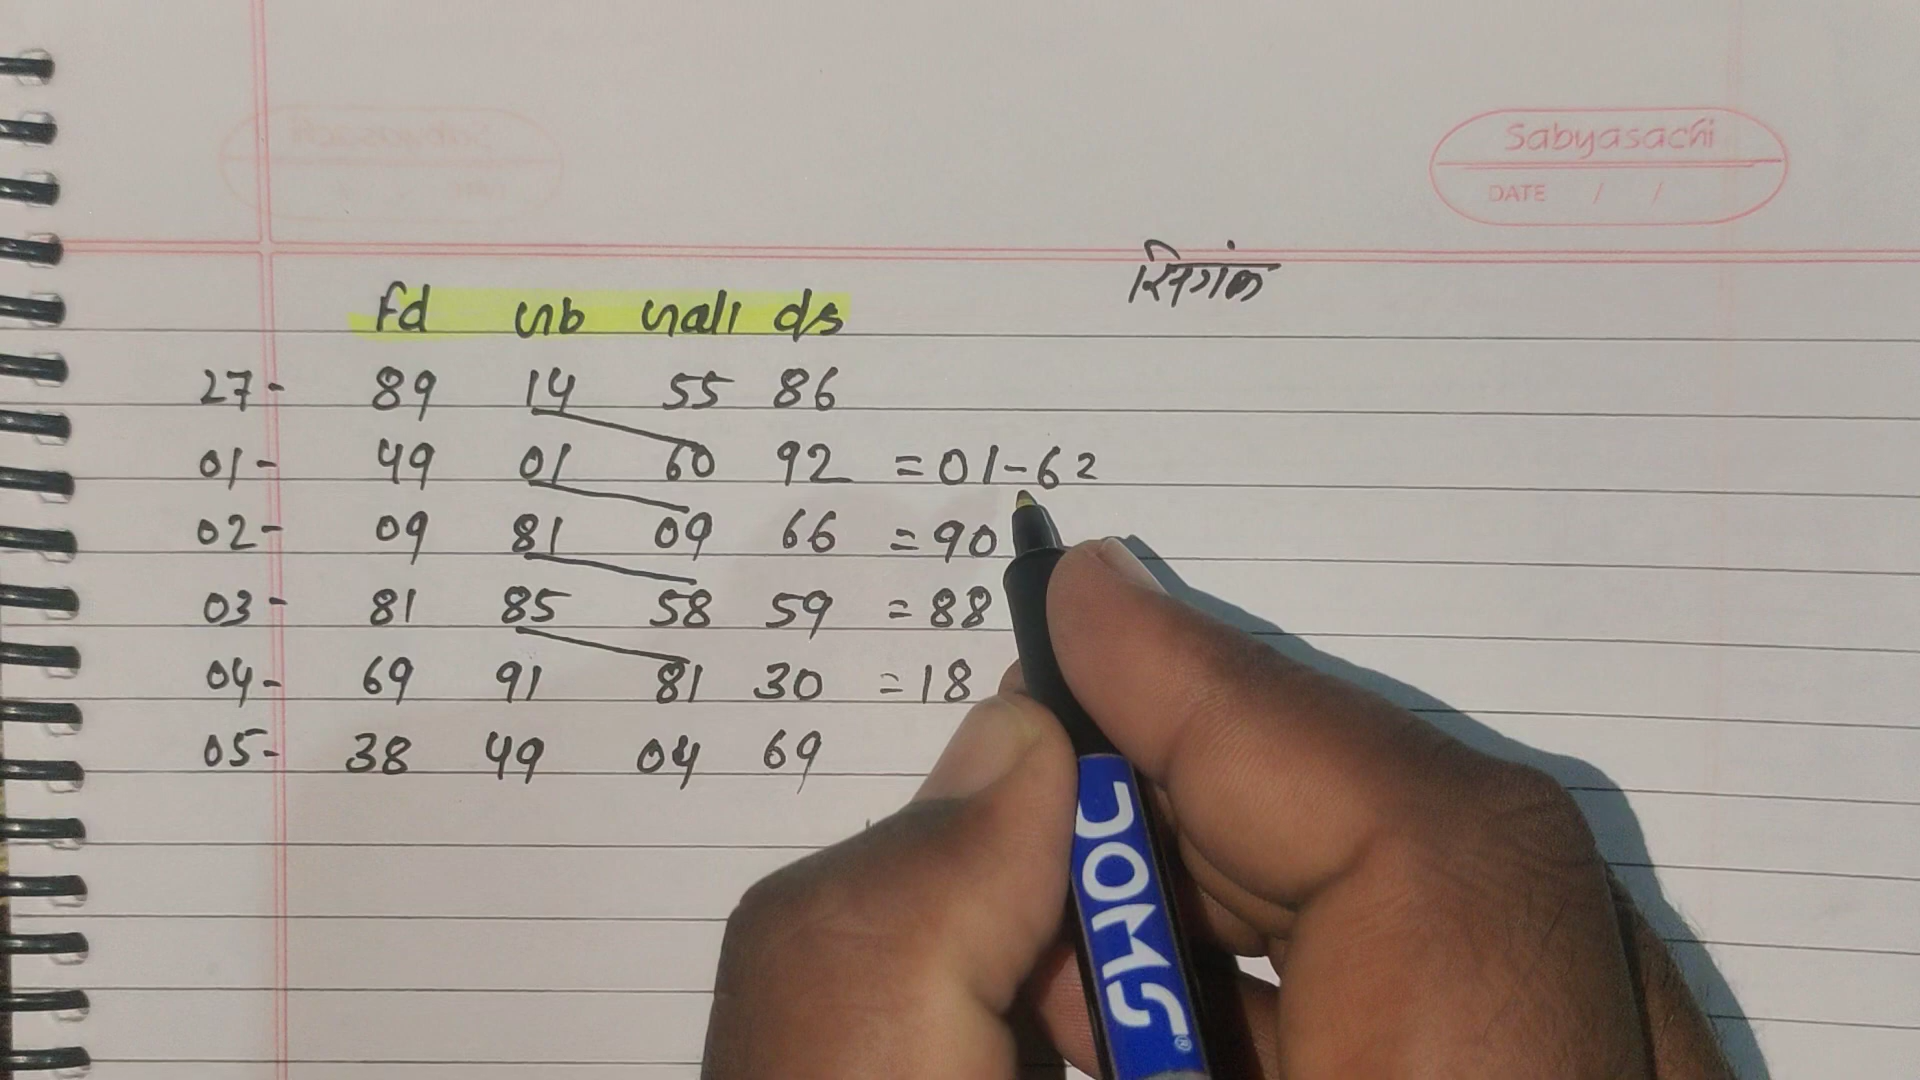 Sabyasachi
DATE / /
सिगंल
Fd गb गali ds
27- 89 14 55 86
01- 49 01 60 92 = 01-62
02- 09 81 09 66 = 90
03- 81 85 58 59 = 88
04- 69 91 81 30 = 18
05- 38 49 04 69
DOMS